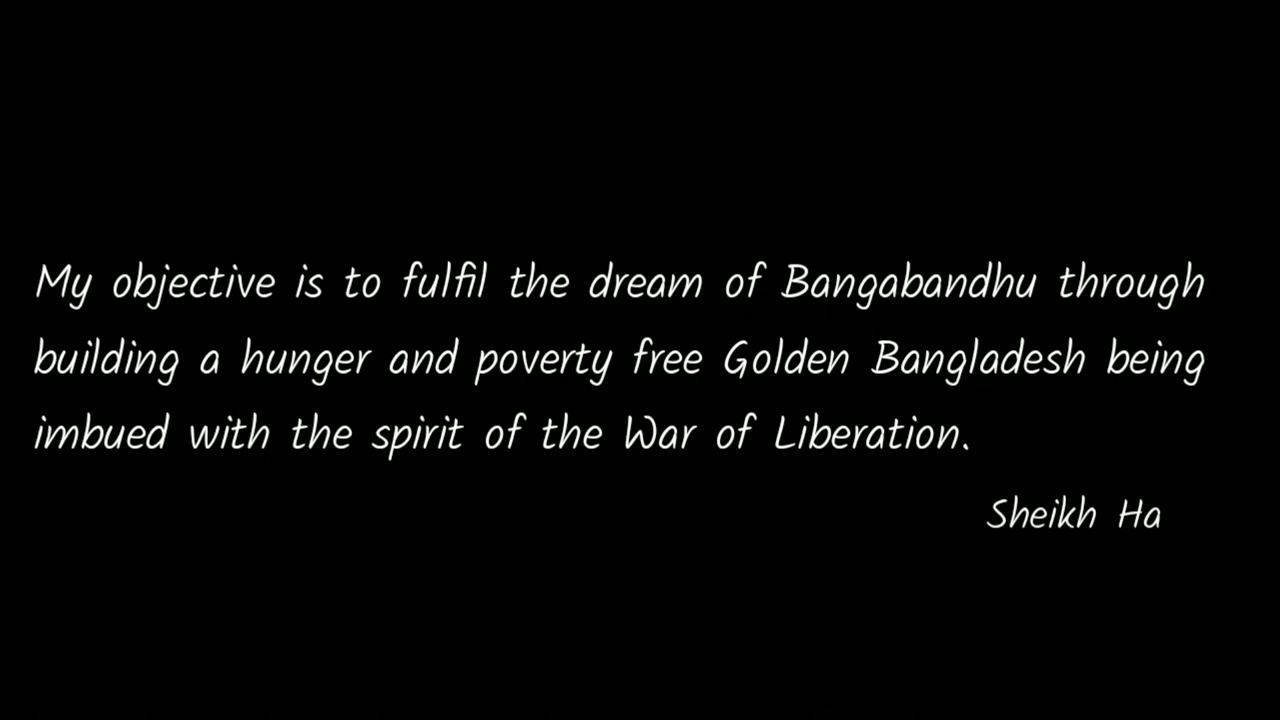 My objective is to fulfil the dream of Bangabandhu through
building a hunger and poverty free Golden Bangladesh being
imbued with the spirit of the War of Liberation.
Sheikh Ha